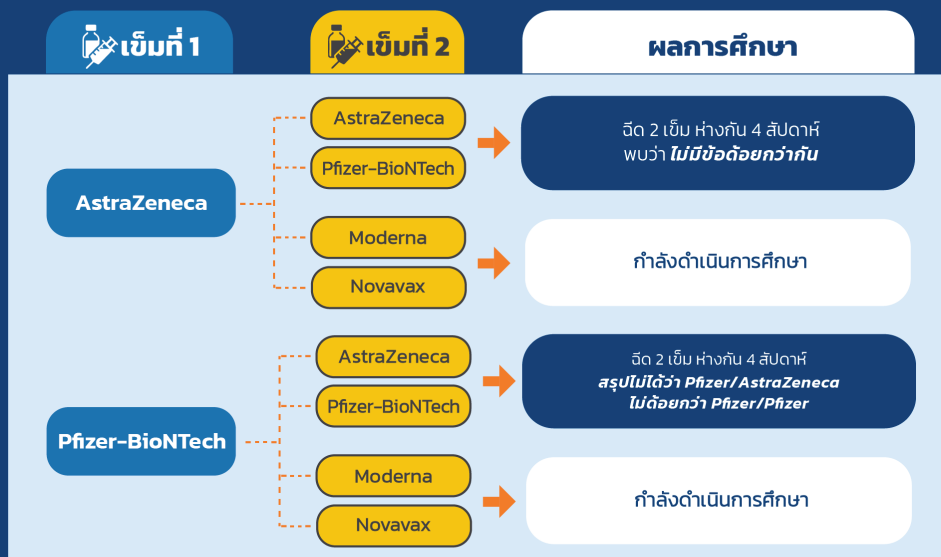 เข็มที่ 1
เข็มที่ 2
ผลการศึกษา
AstraZeneca
AstraZeneca
Pfizer-BioNTech
ฉีด 2 เข็ม ห่างกัน 4 สัปดาห์
พบว่า ไม่มีข้อด้อยกว่ากัน
Moderna
Novavax
กำลังดำเนินการศึกษา
Pfizer-BioNTech
AstraZeneca
Pfizer-BioNTech
ฉีด 2 เข็ม ห่างกัน 4 สัปดาห์
สรุปไม่ได้ว่า Pfizer/AstraZeneca
ไม่ด้อยกว่า Pfizer/Pfizer
Moderna
Novavax
กำลังดำเนินการศึกษา